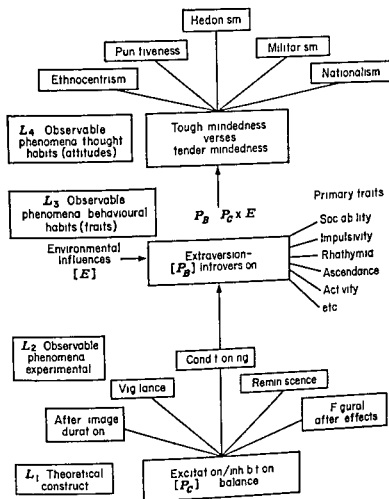 Hedon sm
Pun tiveness
Militar sm
Ethnocentrism
Nationalism
L4 Observable
phenomena thought
habits (attitudes)
Tough mindedness
verses
tender mindedness
L3 Observable
phenomena behavioural
habits (traits)
PB PC x E
Primary traits
Environmental
Influences
[E]
Extraversion-
[PB] introvers on
Soc ability
Impulsivity
Rhathymia
Ascendance
Act vity
etc
L2 Observable
phenomena
experimental
Cond t on ng
Vig lance
Remin scence
After image
durat on
F gural
after effects
L1 Theoretical
construct
Excitat on/inh b t on
[PC] balance